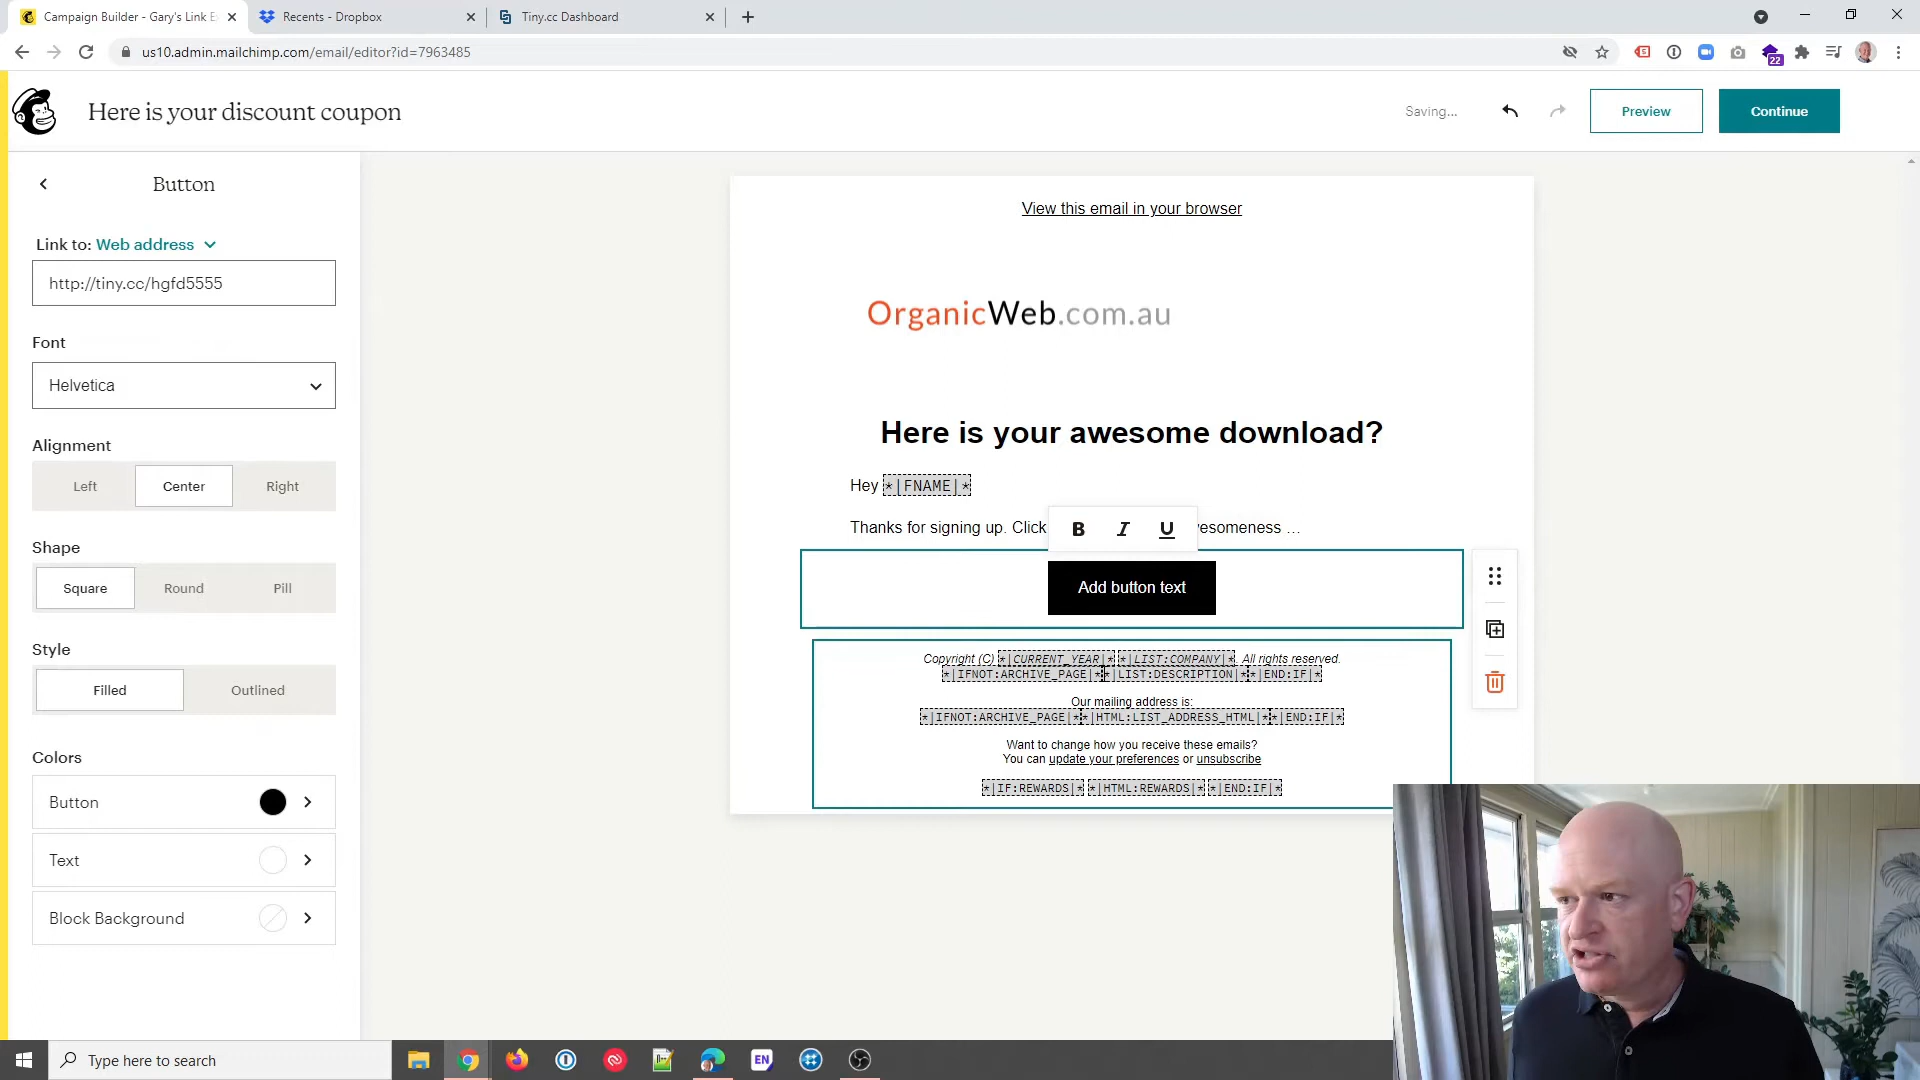 Campaign Builder - Gary's Link E
Recents - Dropbox
Tiny.cc Dashboard
us10.admin.mailchimp.com/email/editor?id=7963485
22
Here is your discount coupon
Saving...
Preview
Continue
Button
Link to: Web address
http://tiny.cc/hgfd5555
Font
Helvetica
Alignment
Left
Center
Right
Shape
Square
Round
Pill
Style
Filled
Outlined
Colors
Button
Text
Block Background
View this email in your browser
OrganicWeb.com.au
Here is your awesome download?
Hey *|FNAME|*
Thanks for signing up. Click
wesomeness …
B I U
Add button text
Copyright (C) *|CURRENT_YEAR|* *|LIST:COMPANY|*. All rights reserved.
*|IFNOT:ARCHIVE_PAGE|* *|LIST:DESCRIPTION|* *|END:IF|*
Our mailing address is:
*|IFNOT:ARCHIVE_PAGE|* *|HTML:LIST_ADDRESS_HTML|* *|END:IF|*
Want to change how you receive these emails?
You can update your preferences or unsubscribe
*|IF:REWARDS|* *|HTML:REWARDS|* *|END:IF|*
Type here to search
EN